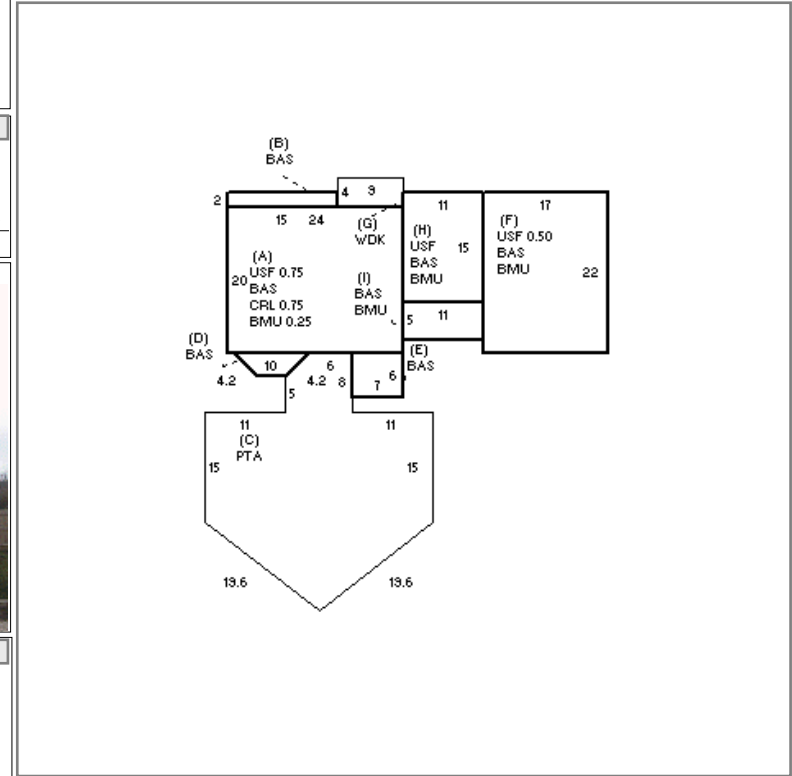 (B)
BAS
2
4 9
15 24
(G)
WDK
11
17
(H)
USF
BAS
BMU
15
(F)
USF 0.50
BAS
BMU
22
(A)
USF 0.75
BAS
CRL 0.75
BMU 0.25
20
(I)
BAS
BMU
5 11
(D)
BAS
4.2
10
4.2
6
8
7
6
(E)
BAS
5
11
(C)
PTA
11
15
15
19.6
19.6